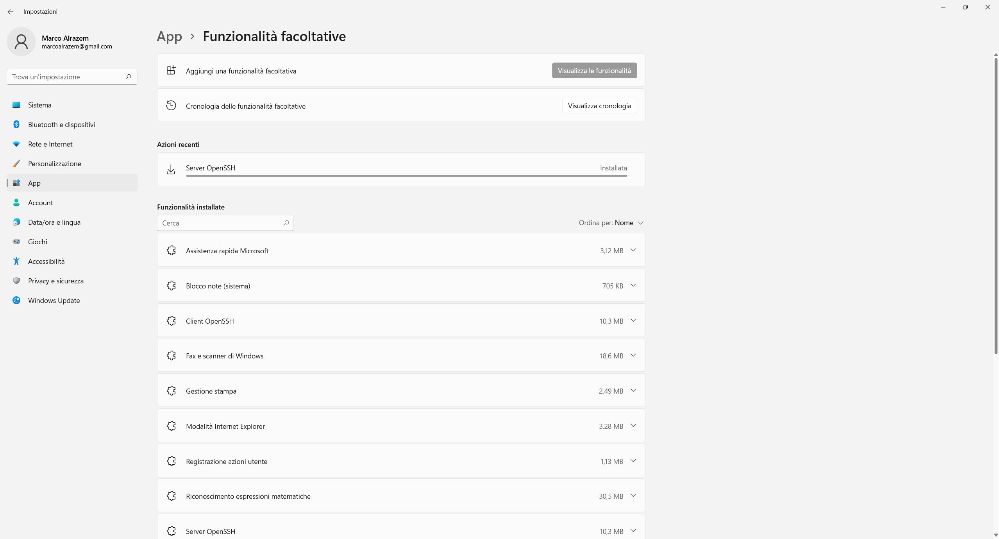 Impostazioni
Marco Alrazem
marcoalrazem@gmail.com
Trova un'impostazione
Sistema
Bluetooth e dispositivi
Rete e Internet
Personalizzazione
App
Account
Data/ora e lingua
Giochi
Accessibilità
Privacy e sicurezza
Windows Update
App > Funzionalità facoltative
Aggiungi una funzionalità facoltativa Visualizza le funzionalità
Cronologia delle funzionalità facoltative Visualizza cronologia
Azioni recenti
Server OpenSSH Installata
Funzionalità installate
Cerca Ordina per: Nome
Assistenza rapida Microsoft 3,12 MB
Blocco note (sistema) 705 KB
Client OpenSSH 10,3 MB
Fax e scanner di Windows 18,6 MB
Gestione stampa 2,49 MB
Modalità Internet Explorer 3,28 MB
Registrazione azioni utente 1,13 MB
Riconoscimento espressioni matematiche 30,5 MB
Server OpenSSH 10,3 MB